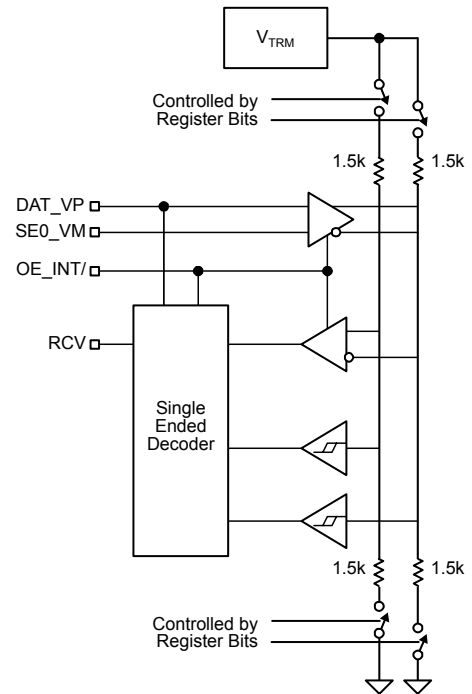 VTRM
Controlled by
Register Bits
1.5k
1.5k
DAT_VP
SE0_VM
OE_INT/
RCV
Single
Ended
Decoder
1.5k
1.5k
Controlled by
Register Bits